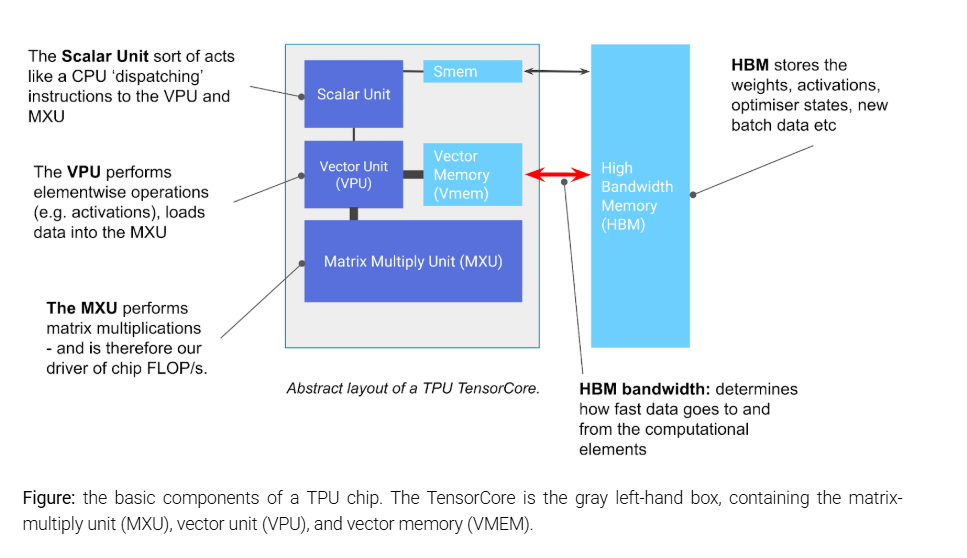 The Scalar Unit sort of acts
like a CPU ‘dispatching’
instructions to the VPU and
MXU
The VPU performs
elementwise operations
(e.g. activations), loads
data into the MXU
The MXU performs
matrix multiplications
- and is therefore our
driver of chip FLOP/s.
Scalar Unit
Smem
Vector Unit
(VPU)
Vector
Memory
(Vmem)
Matrix Multiply Unit (MXU)
High
Bandwidth
Memory
(HBM)
HBM stores the
weights, activations,
optimiser states, new
batch data etc
Abstract layout of a TPU TensorCore.
HBM bandwidth: determines
how fast data goes to and
from the computational
elements
Figure: the basic components of a TPU chip. The TensorCore is the gray left-hand box, containing the matrix-
multiply unit (MXU), vector unit (VPU), and vector memory (VMEM).